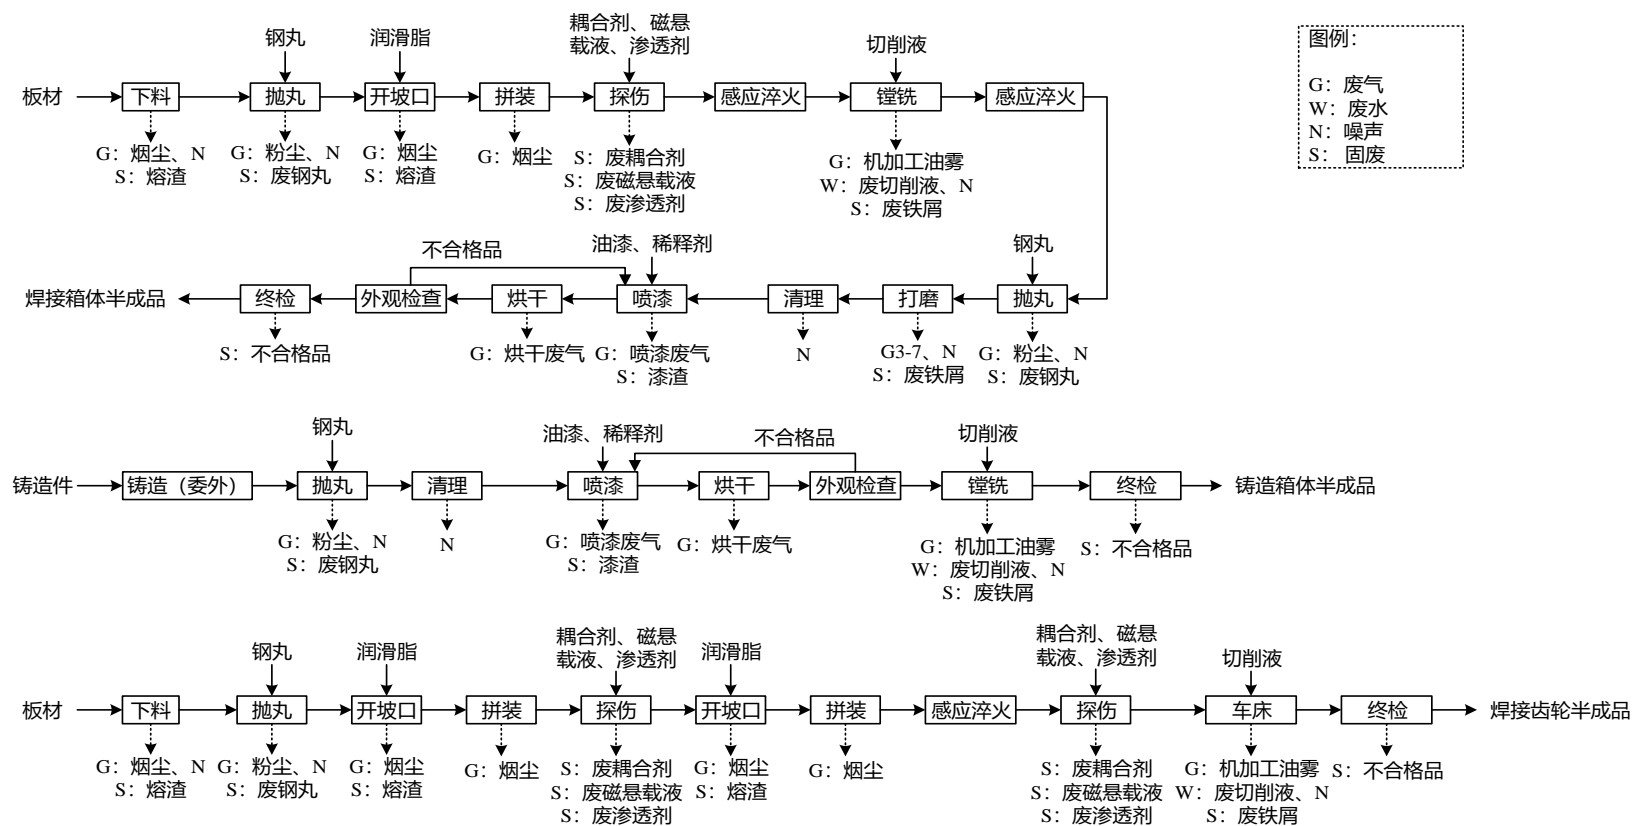 耦合剂、磁悬
载液、渗透剂
钢丸
润滑脂
切削液
图例：
G：废气
W：废水
N：噪声
S：固废
板材
下料
抛丸
开坡口
拼装
探伤
感应淬火
镗铣
感应淬火
G：烟尘、N
S：熔渣
G：粉尘、N
S：废钢丸
G：烟尘
S：熔渣
G：烟尘
S：废耦合剂
S：废磁悬载液
S：废渗透剂
G：机加工油雾
W：废切削液、N
S：废铁屑
不合格品
油漆、稀释剂
钢丸
焊接箱体半成品
终检
外观检查
烘干
喷漆
清理
打磨
抛丸
S：不合格品
G：烘干废气
G：喷漆废气
S：漆渣
N
G3-7、N
S：废铁屑
G：粉尘、N
S：废钢丸
钢丸
油漆、稀释剂
不合格品
切削液
铸造件
铸造（委外）
抛丸
清理
喷漆
烘干
外观检查
镗铣
终检
铸造箱体半成品
G：粉尘、N
S：废钢丸
N
G：喷漆废气
S：漆渣
G：烘干废气
G：机加工油雾
W：废切削液、N
S：废铁屑
S：不合格品
钢丸
润滑脂
耦合剂、磁悬
载液、渗透剂
润滑脂
耦合剂、磁悬
载液、渗透剂
切削液
板材
下料
抛丸
开坡口
拼装
探伤
开坡口
拼装
感应淬火
探伤
车床
终检
焊接齿轮半成品
G：烟尘、N
S：熔渣
G：粉尘、N
S：废钢丸
G：烟尘
S：熔渣
G：烟尘
S：废耦合剂
S：废磁悬载液
S：废渗透剂
G：烟尘
S：熔渣
G：烟尘
S：废耦合剂
S：废磁悬载液
S：废渗透剂
G：机加工油雾
W：废切削液、N
S：废铁屑
S：不合格品